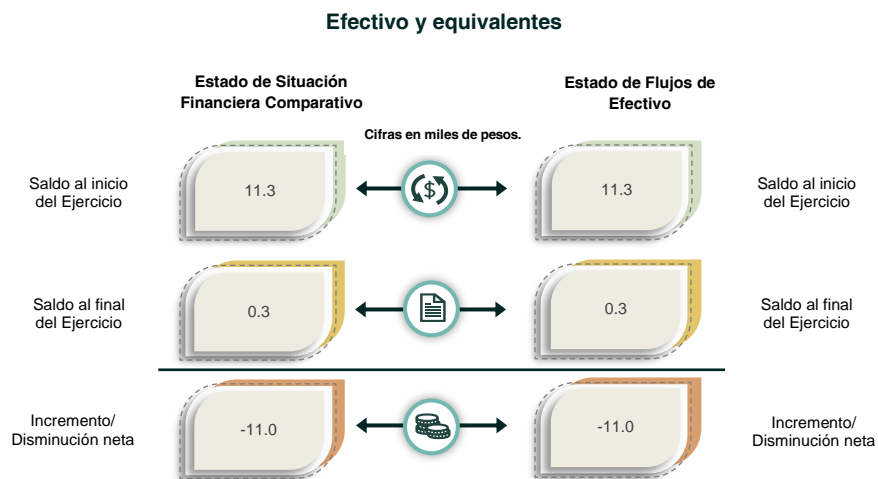 Efectivo y equivalentes
Estado de Situación
Financiera Comparativo
Estado de Flujos de
Efectivo
Cifras en miles de pesos.
Saldo al inicio
del Ejercicio
11.3
$
11.3
Saldo al inicio
del Ejercicio
Saldo al final
del Ejercicio
0.3
0.3
Saldo al final
del Ejercicio
Incremento/
Disminución neta
-11.0
-11.0
Incremento/
Disminución neta